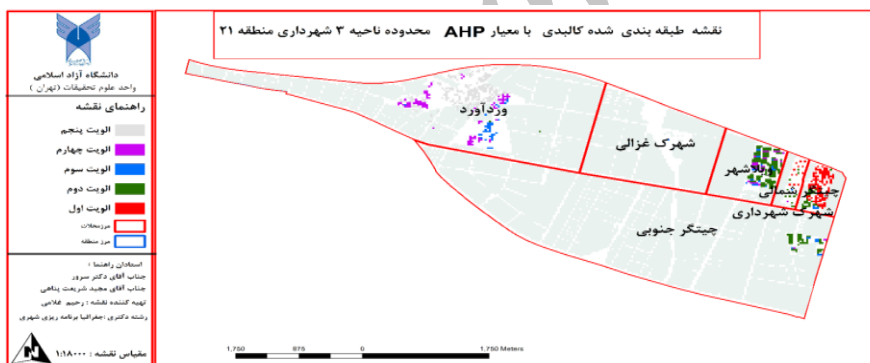 نقشه طبقه بندی شده کالبدی با معیار AHP محدوده ناحیه ۳ شهرداری منطقه ۲۱
دانشگاه آزاد اسلامی
واحد علوم تحقیقات (تهران )
راهنمای نقشه
الویت پنجم
الویت چهارم
الویت سوم
الویت دوم
الویت اول
مرز محلات
مرز منطقه
استادان راهنما :
جناب آقای دکتر سرور
جناب آقای مجید شریعت پناهی
تهیه کننده نقشه : رحیم غلامی
رشته دکتری :جغرافیا برنامه ریزی شهری
مقیاس نقشه : ۱:۱۸۰۰۰
N
وردآورد
شهرک غزالی
ویلاشهر
چیتگر شمالی
شهرک شهرداری
چیتگر جنوبی
1,750 875 0 1,750 Meters